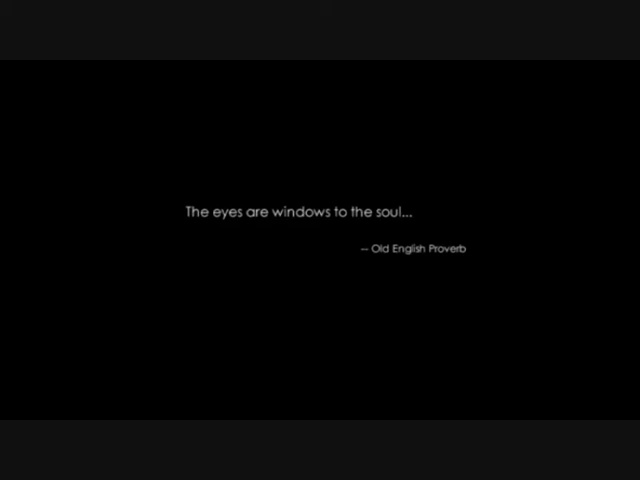 The eyes are windows to the soul...
-- Old English Proverb